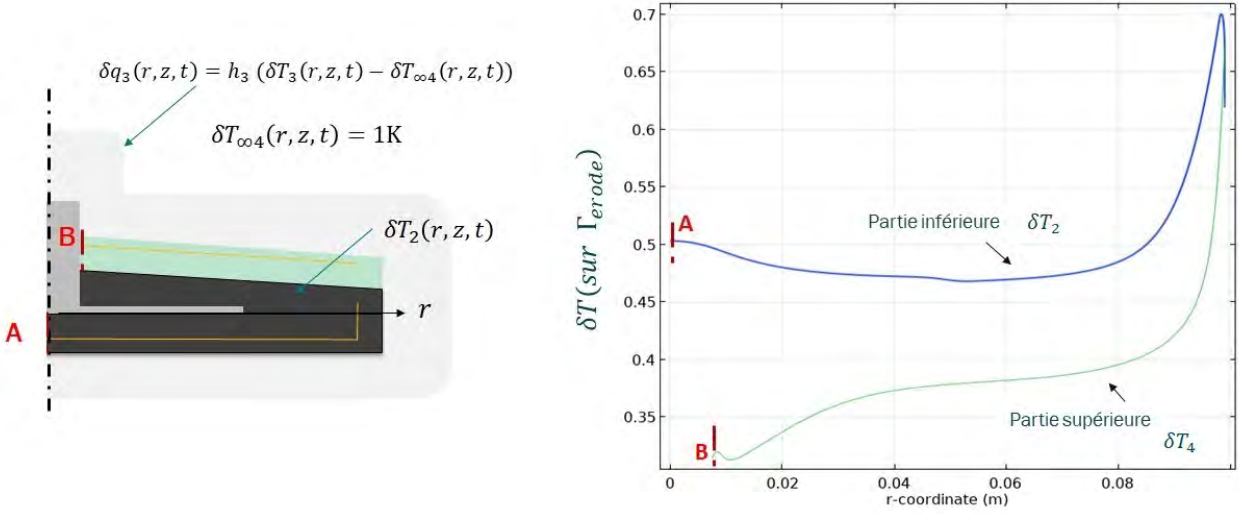 δq₃(r, z, t) = h₃ (δT₃(r, z, t) − δT∞₄(r, z, t))
δT∞₄(r, z, t) = 1K
B
δT₂(r, z, t)
r
A
δT(sur Γₑᵣₒdₑ)
0.7
0.65
0.6
0.55
0.5
0.45
0.4
0.35
A
Partie inférieure δT₂
Partie supérieure δT₄
B
0 0.02 0.04 0.06 0.08 0.1
r-coordinate (m)